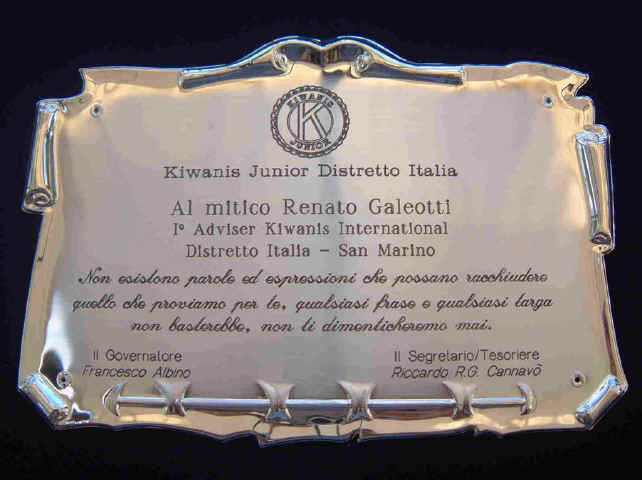 KIWANIS
K
JUNIOR
Kiwanis Junior Distretto Italia
Al mitico Renato Galeotti
I° Adviser Kiwanis International
Distretto Italia - San Marino
Non esistono parole ed espressioni che possano racchiudere
quello che proviamo per te, qualsiasi frase e qualsiasi targa
non basterebbe, non ti dimenticheremo mai.
Il Governatore
Francesco Albino
Il Segretario/Tesoriere
Riccardo R.G. Cannavò